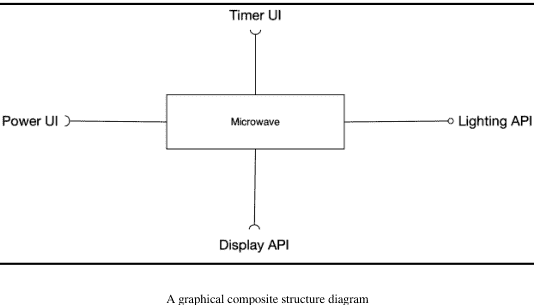 Timer UI
Power UI
Microwave
Lighting API
Display API
A graphical composite structure diagram